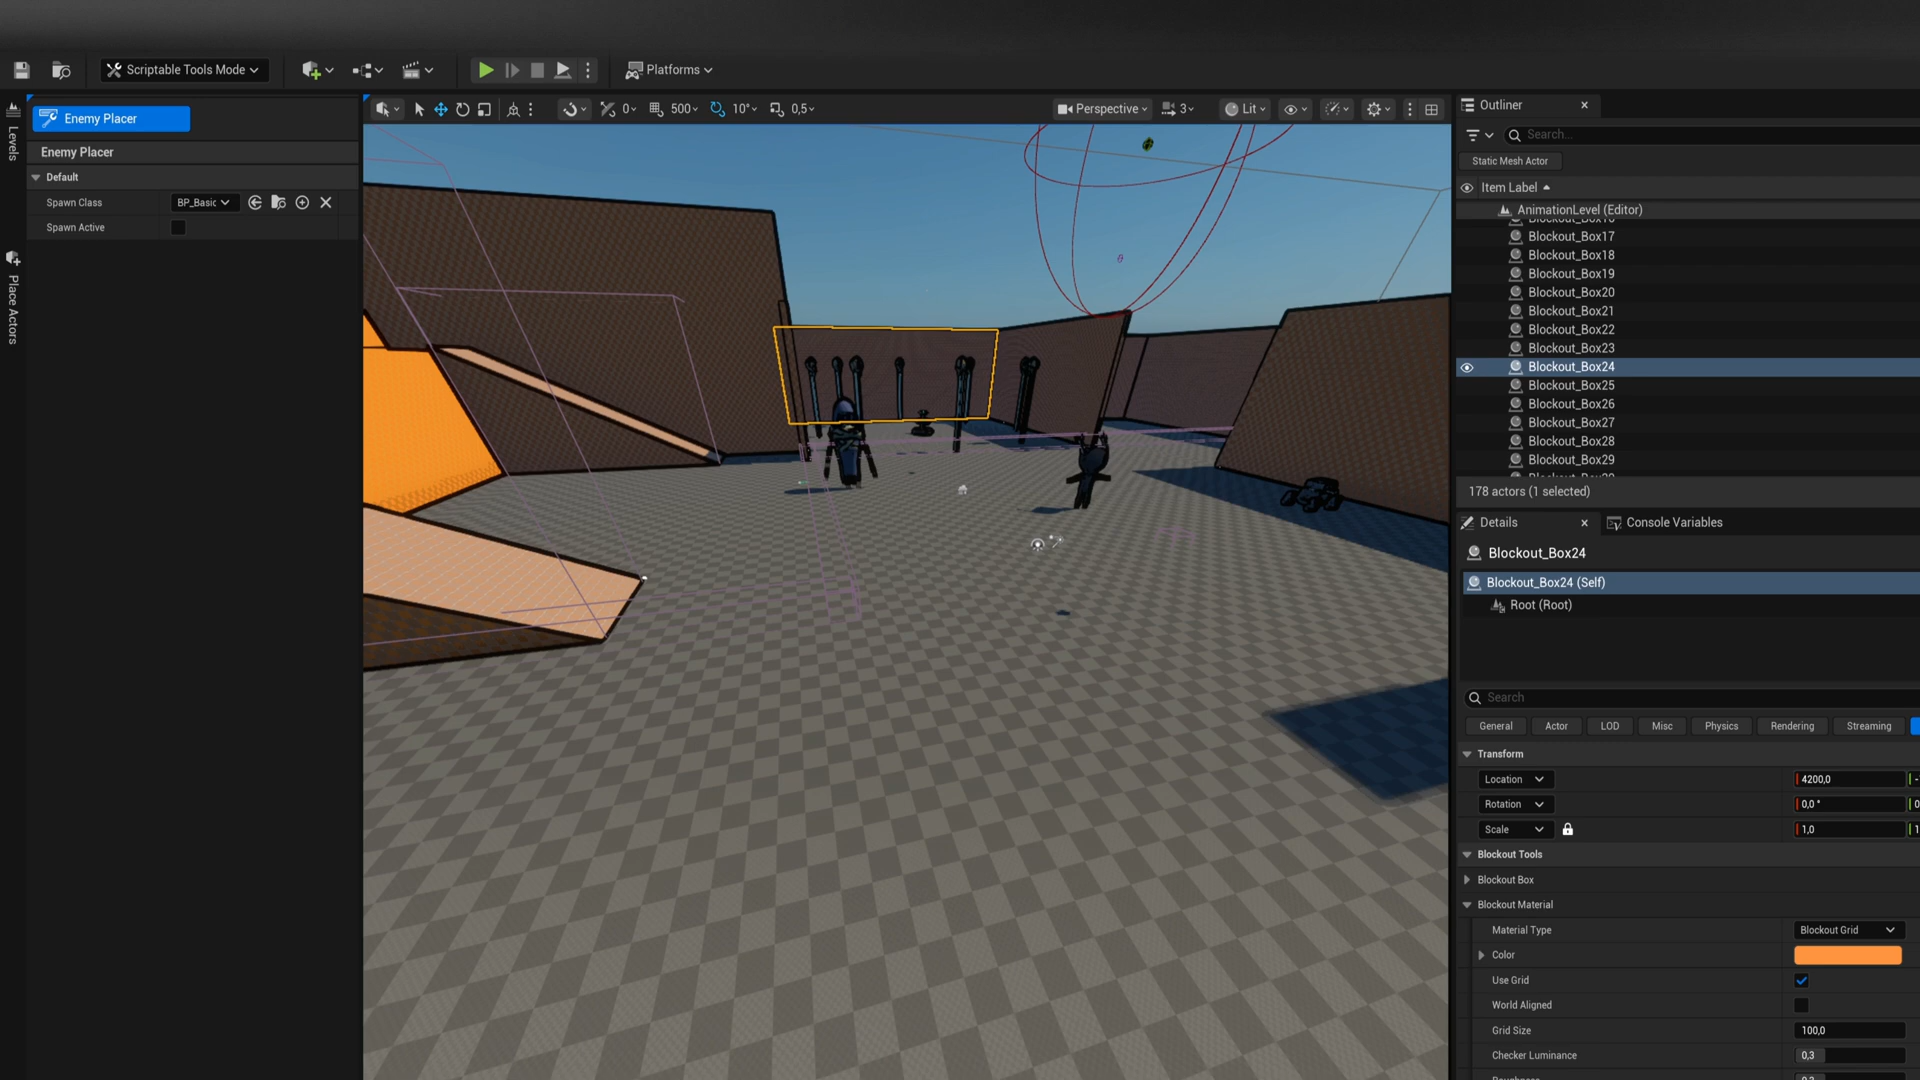 Scriptable Tools Mode
Platforms
Levels
Place Actors
Enemy Placer
Enemy Placer
Default
Spawn Class
BP_Basic
Spawn Active
0
500
10°
0,5
Perspective
3
Lit
Outliner
Search...
Static Mesh Actor
Item Label
AnimationLevel (Editor)
Blockout_Box17
Blockout_Box18
Blockout_Box19
Blockout_Box20
Blockout_Box21
Blockout_Box22
Blockout_Box23
Blockout_Box24
Blockout_Box25
Blockout_Box26
Blockout_Box27
Blockout_Box28
Blockout_Box29
178 actors (1 selected)
Details
Console Variables
Blockout_Box24
Blockout_Box24 (Self)
Root (Root)
Search
General
Actor
LOD
Misc
Physics
Rendering
Streaming
Transform
Location
4200,0
Rotation
0,0 °
Scale
1,0
Blockout Tools
Blockout Box
Blockout Material
Material Type
Blockout Grid
Color
Use Grid
World Aligned
Grid Size
100,0
Checker Luminance
0,3